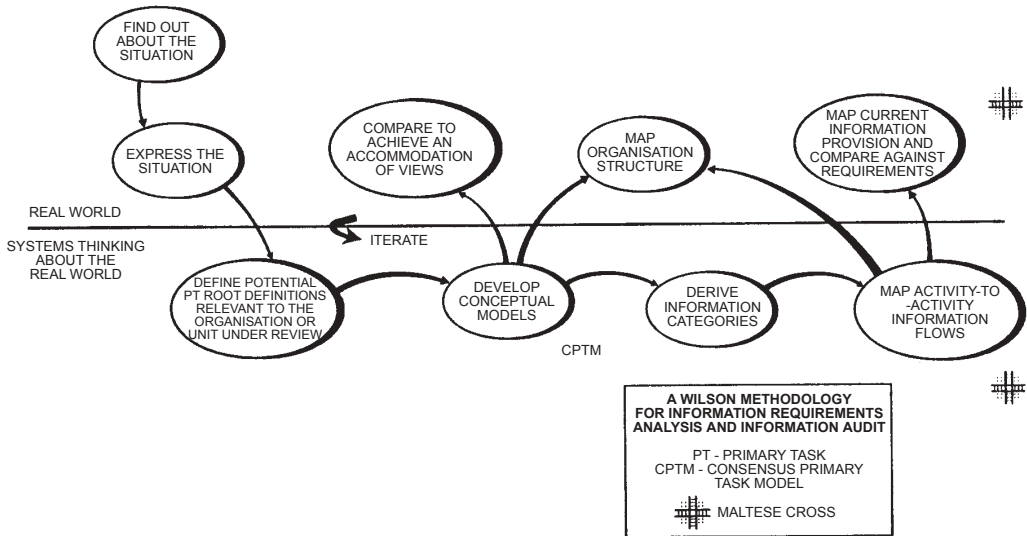 FIND OUT
ABOUT THE
SITUATION
EXPRESS THE
SITUATION
COMPARE TO
ACHIEVE AN
ACCOMMODATION
OF VIEWS
MAP
ORGANISATION
STRUCTURE
MAP CURRENT
INFORMATION
PROVISION AND
COMPARE AGAINST
REQUIREMENTS
REAL WORLD
SYSTEMS THINKING
ABOUT THE
REAL WORLD
ITERATE
DEFINE POTENTIAL
PT ROOT DEFINITIONS
RELEVANT TO THE
ORGANISATION OR
UNIT UNDER REVIEW
DEVELOP
CONCEPTUAL
MODELS
CPTM
DERIVE
INFORMATION
CATEGORIES
MAP ACTIVITY-TO
-ACTIVITY
INFORMATION
FLOWS
A WILSON METHODOLOGY
FOR INFORMATION REQUIREMENTS
ANALYSIS AND INFORMATION AUDIT
PT - PRIMARY TASK
CPTM - CONSENSUS PRIMARY
TASK MODEL
MALTESE CROSS